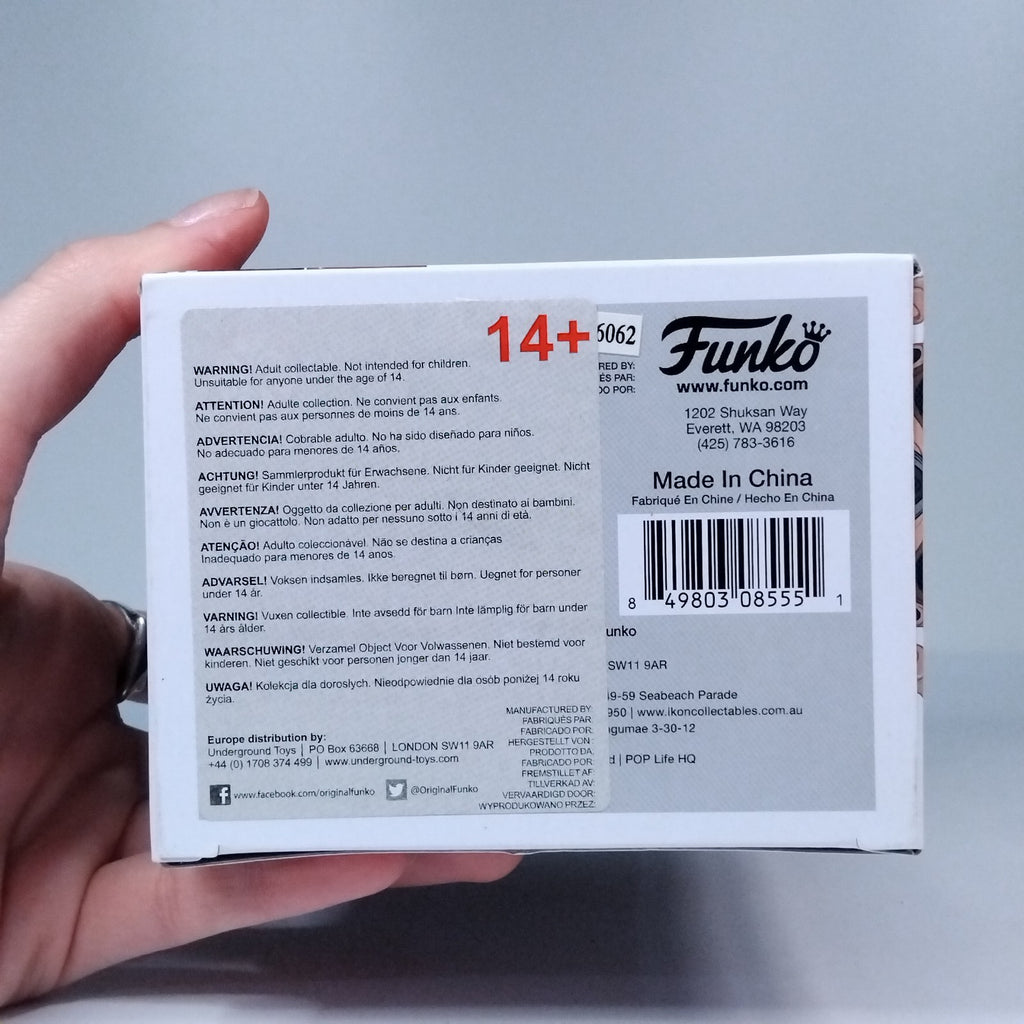 14+
WARNING! Adult collectable. Not intended for children.
Unsuitable for anyone under the age of 14.
ATTENTION! Adulte collection. Ne convient pas aux enfants.
Ne convient pas aux personnes de moins de 14 ans.
ADVERTENCIA! Cobrable adulto. No ha sido diseñado para niños.
No adecuado para menores de 14 años.
ACHTUNG! Sammlerprodukt für Erwachsene. Nicht für Kinder geeignet. Nicht
geeignet für Kinder unter 14 Jahren.
AVVERTENZA! Oggetto da collezione per adulti. Non destinato ai bambini.
Non è un giocattolo. Non adatto per nessuno sotto i 14 anni di età.
ATENÇÃO! Adulto coleccionável. Não se destina a crianças
Inadequado para menores de 14 anos.
ADVARSEL! Voksen indsamles. Ikke beregnet til børn. Uegnet for personer
under 14 år.
VARNING! Vuxen collectible. Inte avsedd för barn Inte lämplig för barn under
14 års ålder.
WAARSCHUWING! Verzamel Object Voor Volwassenen. Niet bestemd voor
kinderen. Niet geschikt voor personen jonger dan 14 jaar.
UWAGA! Kolekcja dla dorosłych. Nieodpowiednie dla osób poniżej 14 roku
życia.
MANUFACTURED BY:
FABRIQUÉS PAR:
FABRICADO POR:
HERGESTELLT VON:
PRODOTTO DA:
FABRICADO POR:
FREMSTILLET AF:
TILLVERKAD AV:
VERVAARDIGD DOOR:
WYPRODUKOWANO PRZEZ:
Europe distribution by:
Underground Toys | PO Box 63668 | LONDON SW11 9AR
+44 (0) 1708 374 499 | www.underground-toys.com
www.facebook.com/originalfunko @OriginalFunko
6062
RED BY:
ÉS PAR:
DO POR:
Funko
www.funko.com
1202 Shuksan Way
Everett, WA 98203
(425) 783-3616
Made In China
Fabriqué En Chine / Hecho En China
8 49803 08555 1
unko
SW11 9AR
9-59 Seabeach Parade
950 | www.ikoncollectables.com.au
ngumae 3-30-12
d | POP Life HQ